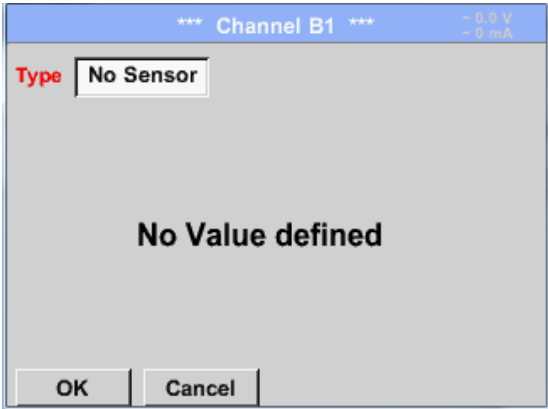 *** Channel B1 ***
~ 0.0 V
~ 0 mA
Type No Sensor
No Value defined
OK Cancel